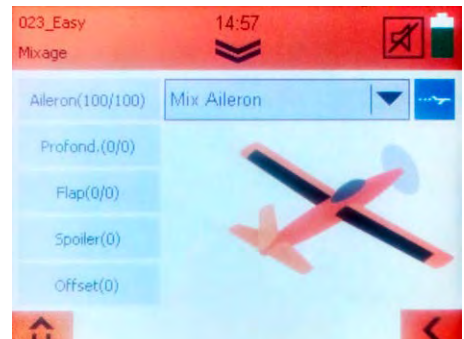 023_Easy
14:57
Mixage
Aileron(100/100)
Mix Aileron
Profond.(0/0)
Flap(0/0)
Spoiler(0)
Offset(0)